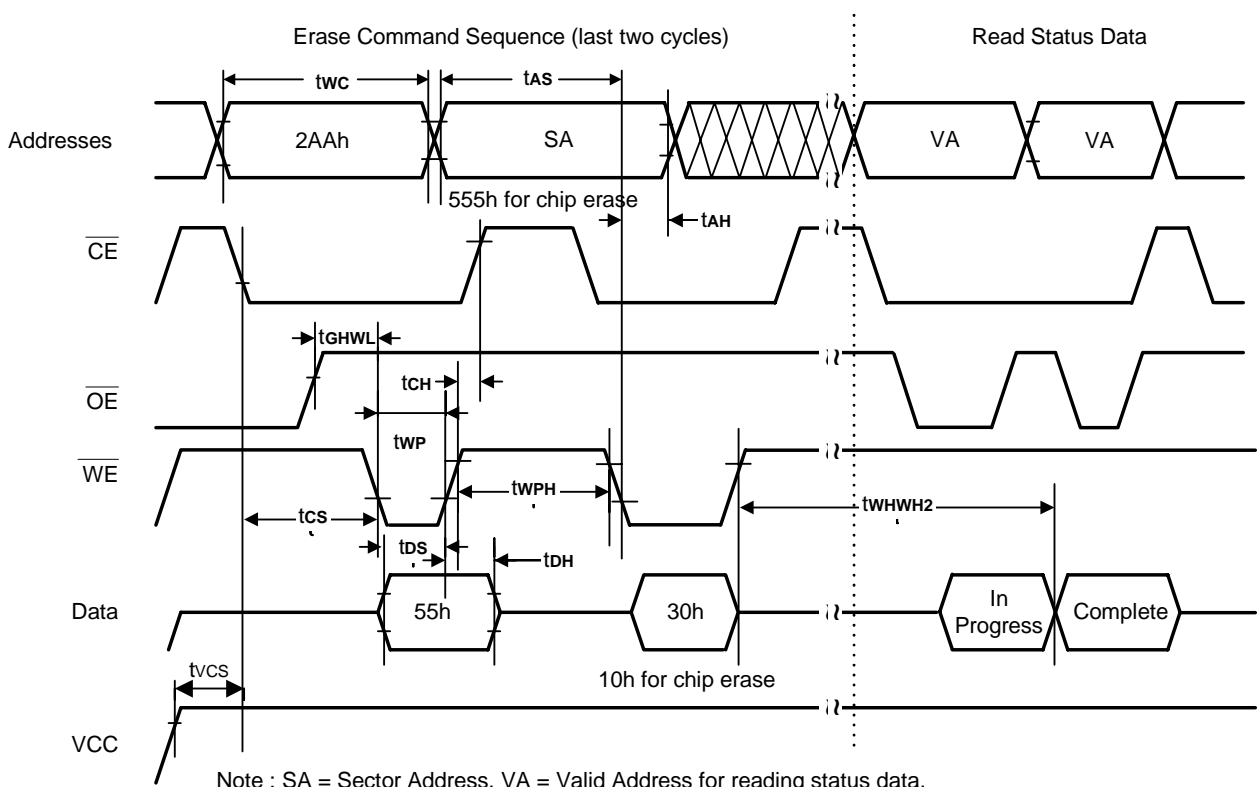 Erase Command Sequence (last two cycles)
Read Status Data
tWC
tAS
Addresses
2AAh
SA
VA
VA
555h for chip erase
tAH
CE
tGHWL
OE
tCH
tWP
WE
tWPH
tCS
tWHWH2
tDS
tDH
Data
55h
30h
In
Progress
Complete
10h for chip erase
tVCS
VCC
Note : SA = Sector Address. VA = Valid Address for reading status data.